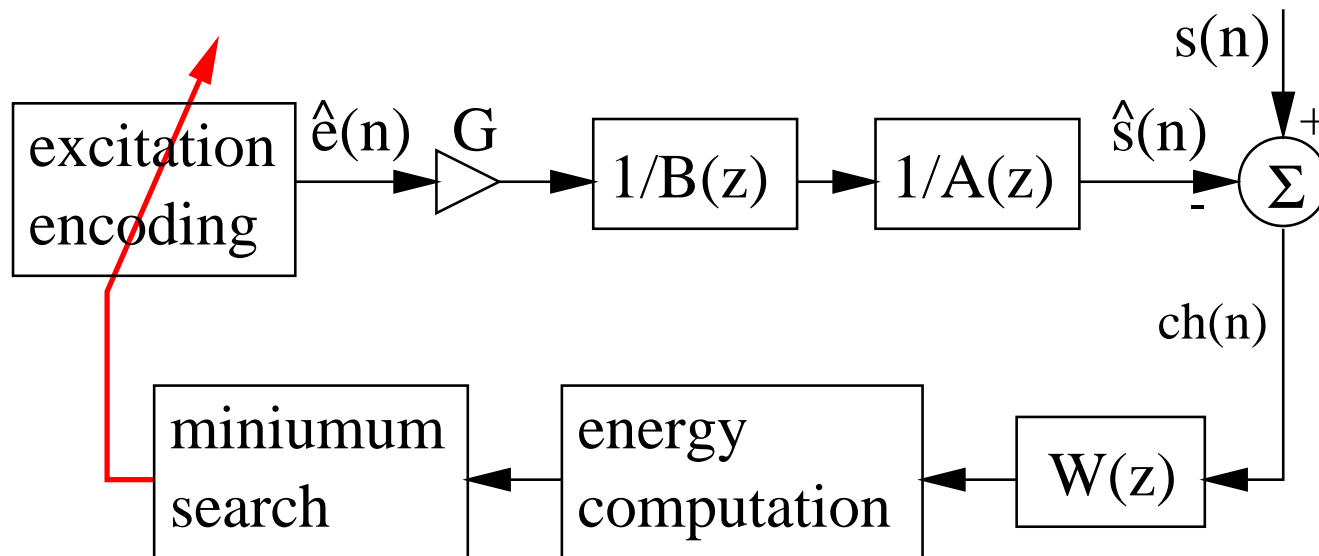 s(n)
+
excitation
encoding
ê(n)
G
1/B(z)
1/A(z)
ŝ(n)
-
Σ
ch(n)
miniumum
search
energy
computation
W(z)